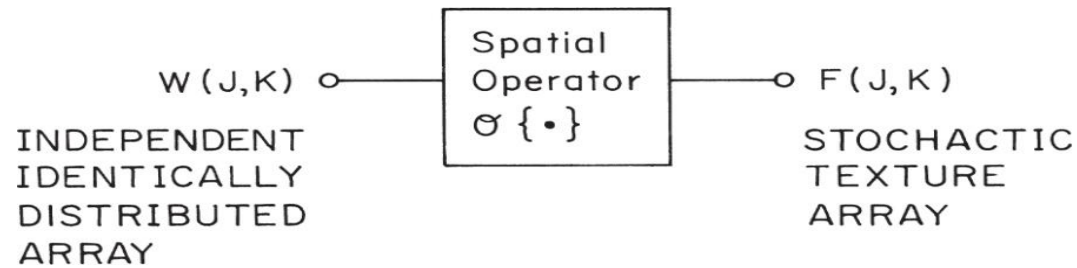 Spatial
W(J,K) Operator F(J,K)
O {•}
INDEPENDENT
IDENTICALLY
DISTRIBUTED
ARRAY
STOCHACTIC
TEXTURE
ARRAY